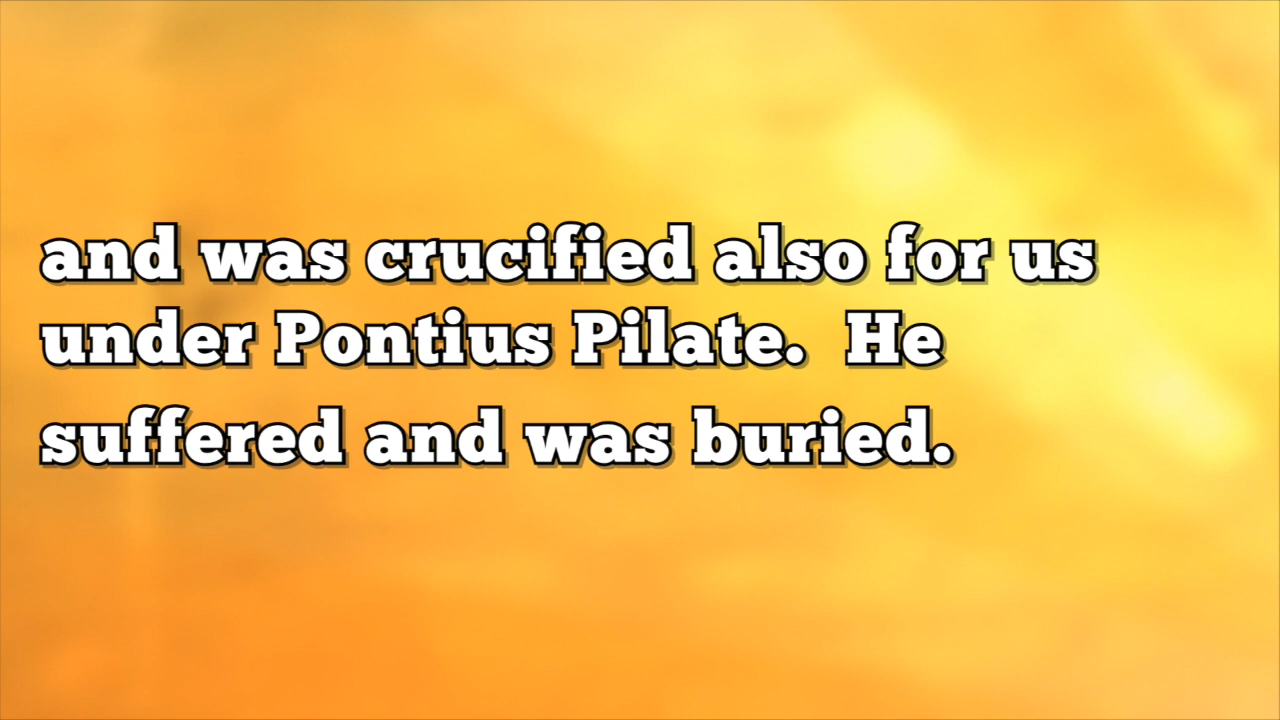 and was crucified also for us
under Pontius Pilate.  He
suffered and was buried.